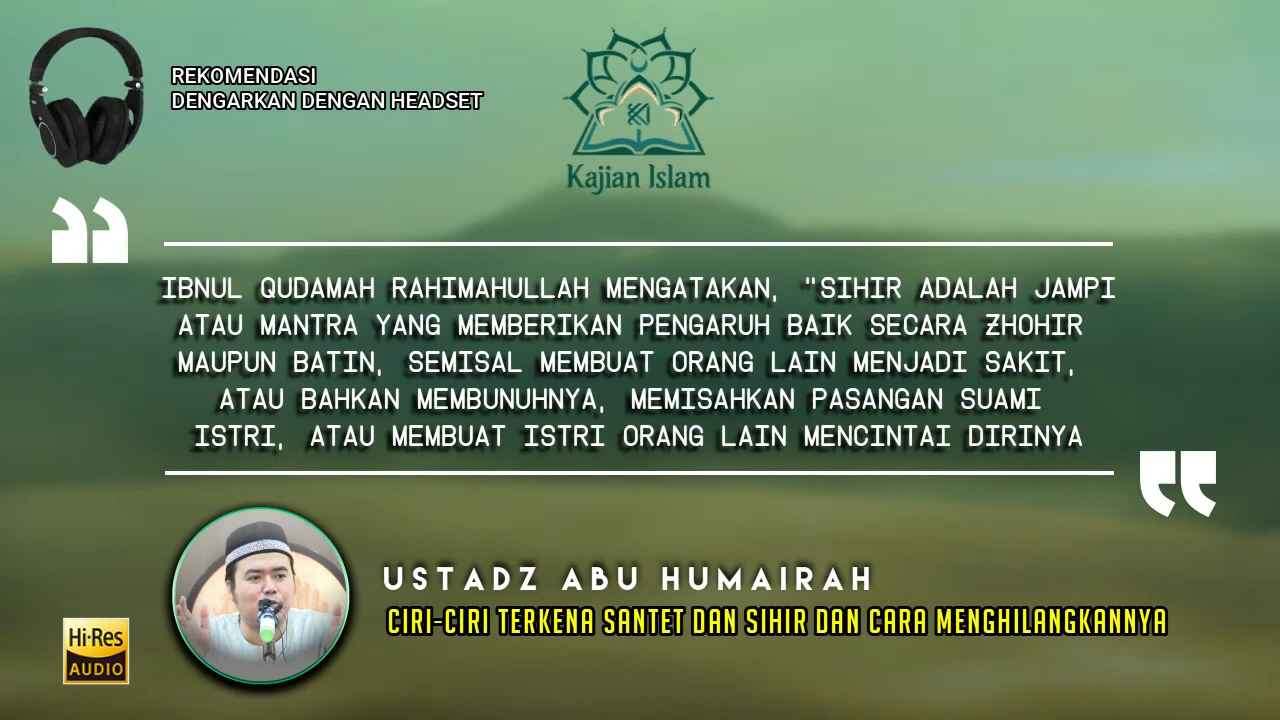 REKOMENDASI
DENGARKAN DENGAN HEADSET
Kajian Islam
IBNUL QUDAMAH RAHIMAHULLAH MENGATAKAN, "SIHIR ADALAH JAMPI
ATAU MANTRA YANG MEMBERIKAN PENGARUH BAIK SECARA ZHOHIR
MAUPUN BATIN, SEMISAL MEMBUAT ORANG LAIN MENJADI SAKIT,
ATAU BAHKAN MEMBUNUHNYA, MEMISAHKAN PASANGAN SUAMI
ISTRI, ATAU MEMBUAT ISTRI ORANG LAIN MENCINTAI DIRINYA
USTADZ ABU HUMAIRAH
CIRI-CIRI TERKENA SANTET DAN SIHIR DAN CARA MENGHILANGKANNYA
Hi-Res
AUDIO